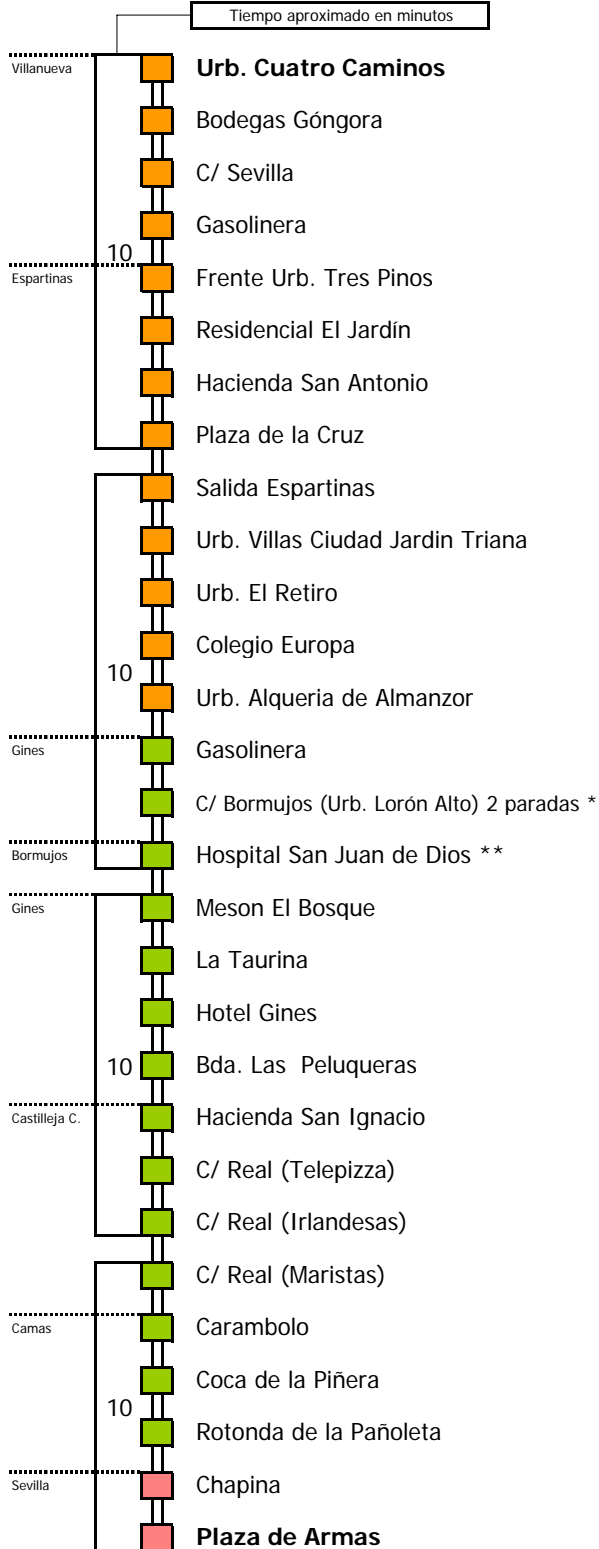 Tiempo aproximado en minutos
Villanueva
Urb. Cuatro Caminos
Bodegas Góngora
C/ Sevilla
Gasolinera
10
Espartinas
Frente Urb. Tres Pinos
Residencial El Jardín
Hacienda San Antonio
Plaza de la Cruz
Salida Espartinas
Urb. Villas Ciudad Jardin Triana
Urb. El Retiro
Colegio Europa
10
Urb. Alqueria de Almanzor
Gines
Gasolinera
C/ Bormujos (Urb. Lorón Alto) 2 paradas *
Bormujos
Hospital San Juan de Dios **
Gines
Meson El Bosque
La Taurina
Hotel Gines
10
Bda. Las Peluqueras
Castilleja C.
Hacienda San Ignacio
C/ Real (Telepizza)
C/ Real (Irlandesas)
C/ Real (Maristas)
Camas
Carambolo
Coca de la Piñera
10
Rotonda de la Pañoleta
Sevilla
Chapina
Plaza de Armas